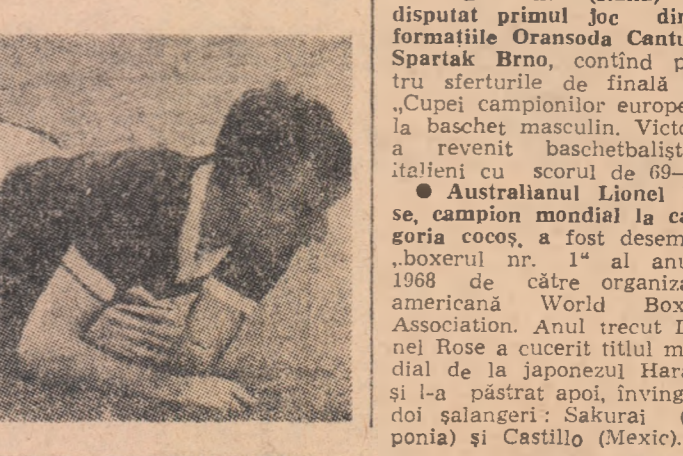 disputat primul joc din
formațiile Oransoda Cantu
Spartak Brno, contînd p
tru sferturile de finală
„Cupei campionilor europe
la baschet masculin. Victo
a revenit baschetbalișt
italieni cu scorul de 69—
● Australianul Lionel
se, campion mondial la ca
goria cocoș, a fost desem
„boxerul nr. 1“ al anu
1968 de către organiza
americană World Box
Association. Anul trecut L
nel Rose a cucerit titlul m
dial de la japonezul Hara
și l-a păstrat apoi, înving
doi șalangeri : Sakurai (
ponia) și Castillo (Mexic).